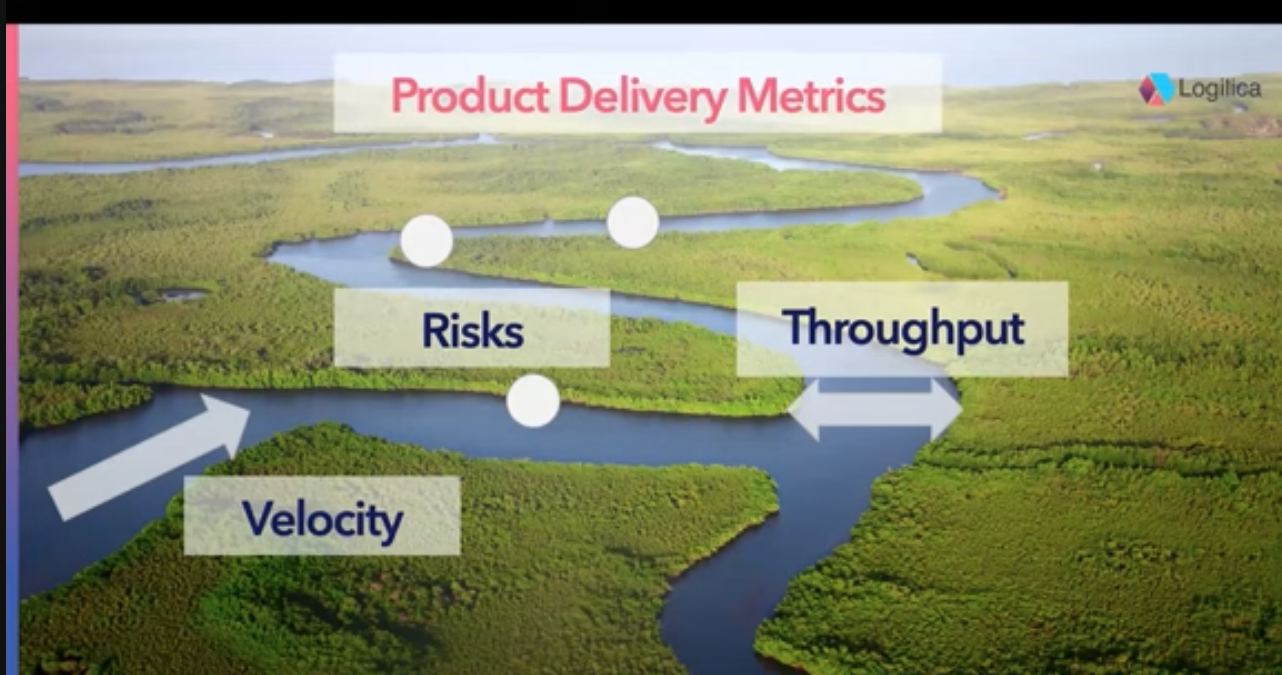 Product Delivery Metrics
Logilica
Risks
Throughput
Velocity